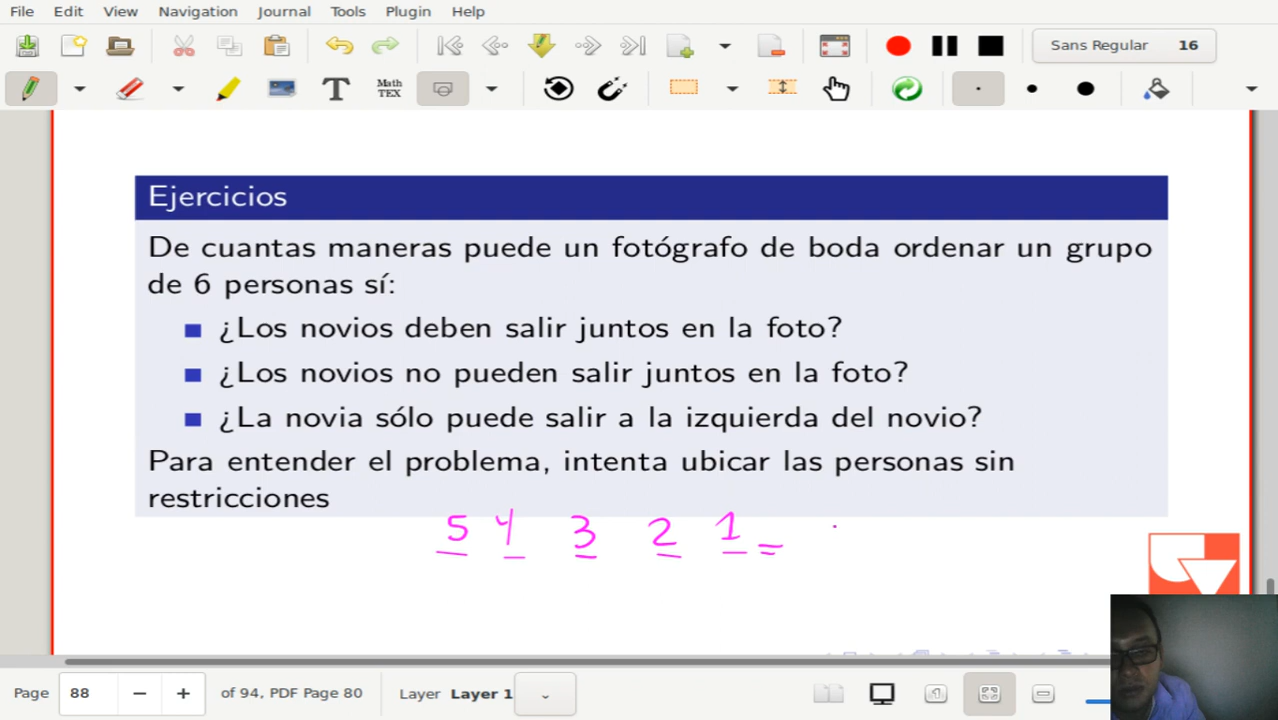 File Edit View Navigation Journal Tools Plugin Help
Sans Regular 16
T Math TEX
Ejercicios
De cuantas maneras puede un fotógrafo de boda ordenar un grupo
de 6 personas sí:
¿Los novios deben salir juntos en la foto?
¿Los novios no pueden salir juntos en la foto?
¿La novia sólo puede salir a la izquierda del novio?
Para entender el problema, intenta ubicar las personas sin
restricciones
5 4 3 2 1 =
Page 88 of 94, PDF Page 80 Layer Layer 1